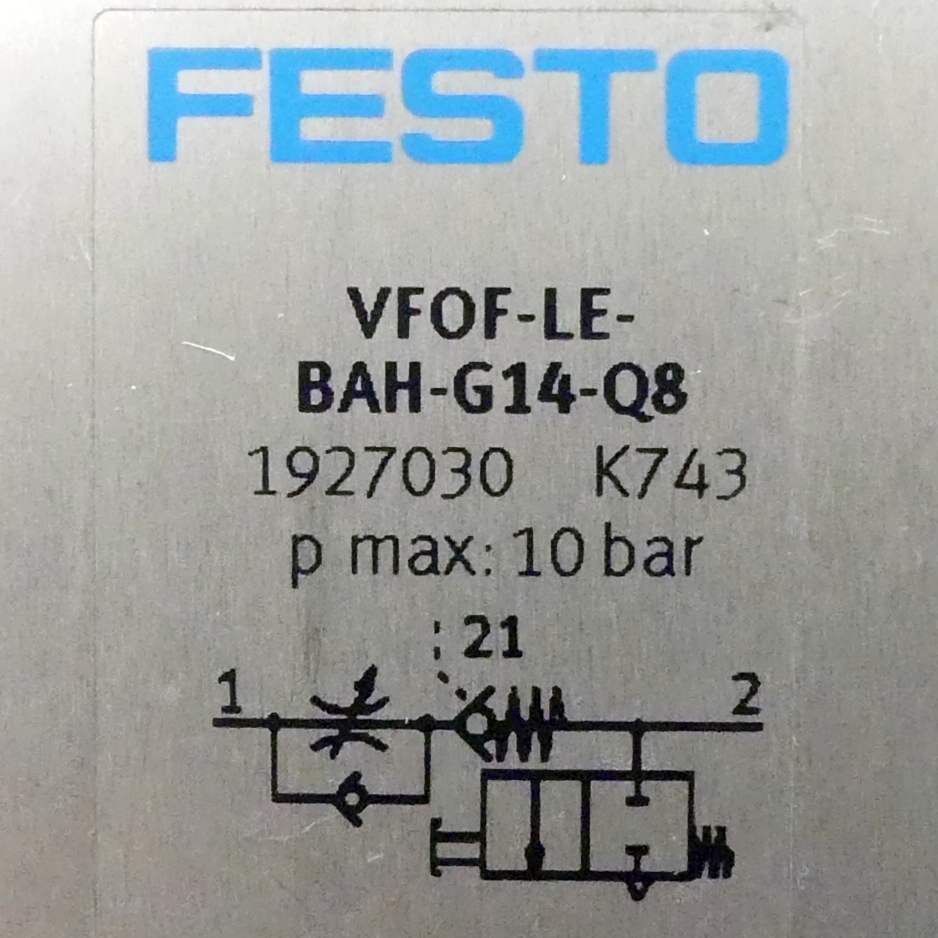 FESTO
VFOF-LE-
BAH-G14-Q8
1927030 K743
p max: 10 bar
21
1 2